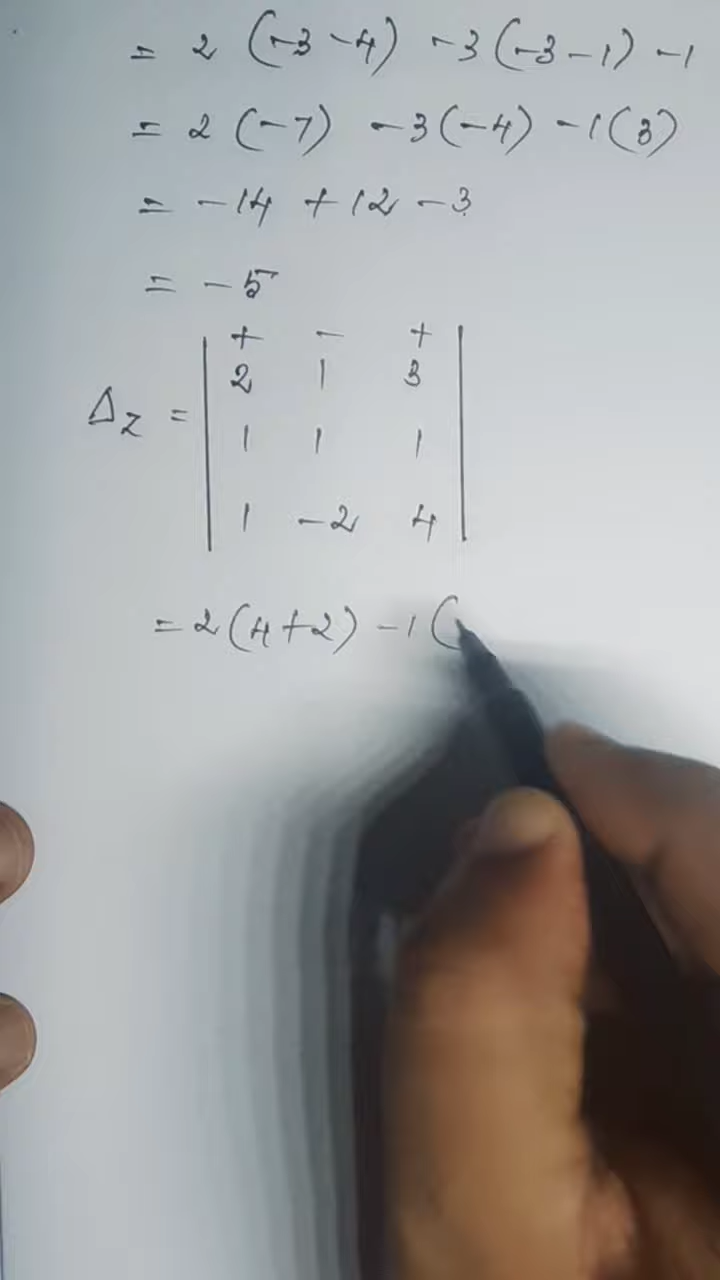 = 2 (-3 -4) -3(-3 -1) -1
= 2 (-7) -3(-4) -1(3)
= -14 +12 -3
= -5
+ - +
2 1 3
Δz = 1 1 1
1 -2 4
= 2(4+2) -1(